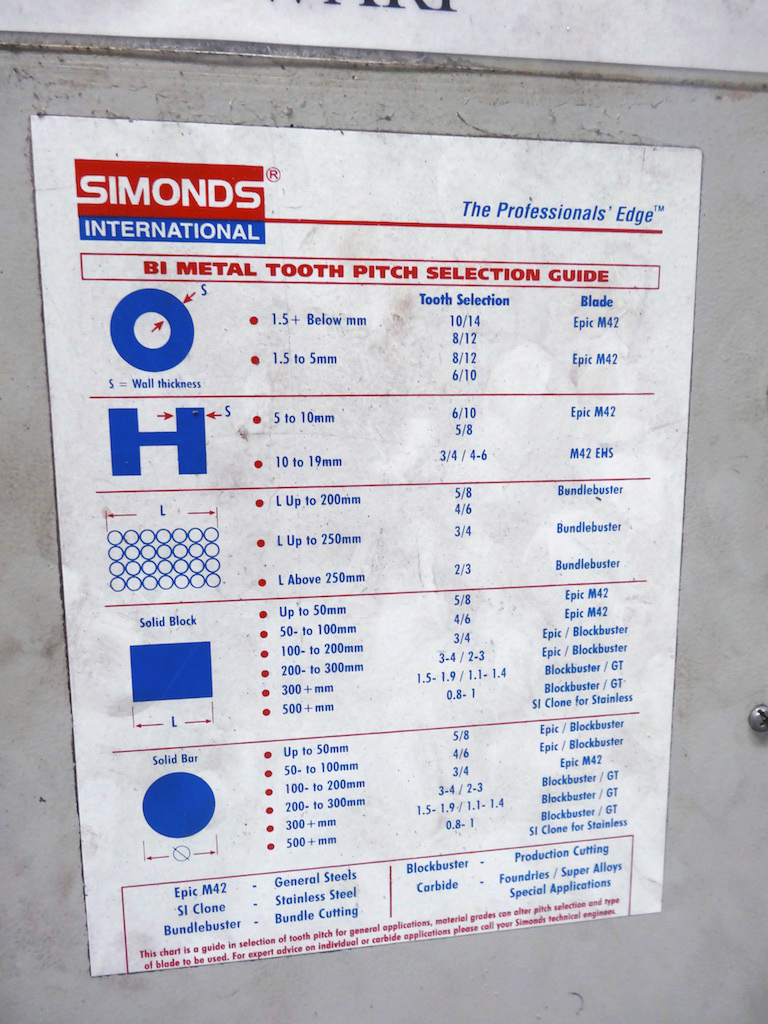 SIMONDS ®
INTERNATIONAL
The Professionals' Edge™
BI METAL TOOTH PITCH SELECTION GUIDE
Tooth Selection Blade
S
• 1.5+ Below mm 10/14 Epic M42
8/12
• 1.5 to 5mm 8/12 Epic M42
6/10
S = Wall thickness
S
• 5 to 10mm 6/10 Epic M42
5/8
• 10 to 19mm 3/4 / 4-6 M42 EHS
L
• L Up to 200mm 5/8 Bundlebuster
4/6
• L Up to 250mm 3/4 Bundlebuster
• L Above 250mm 2/3 Bundlebuster
Solid Block
• Up to 50mm 5/8 Epic M42
• 50- to 100mm 4/6 Epic M42
• 100- to 200mm 3/4 Epic / Blockbuster
• 200- to 300mm 3-4 / 2-3 Epic / Blockbuster
• 300+mm 1.5- 1.9 / 1.1- 1.4 Blockbuster / GT
• 500+mm 0.8- 1 Blockbuster / GT
SI Clone for Stainless
L
Solid Bar
• Up to 50mm 5/8 Epic / Blockbuster
• 50- to 100mm 4/6 Epic / Blockbuster
• 100- to 200mm 3/4 Epic M42
• 200- to 300mm 3-4 / 2-3 Blockbuster / GT
• 300+mm 1.5- 1.9 / 1.1- 1.4 Blockbuster / GT
• 500+mm 0.8- 1 Blockbuster / GT
SI Clone for Stainless
∅
Epic M42 - General Steels
SI Clone - Stainless Steel
Bundlebuster - Bundle Cutting
Blockbuster - Production Cutting
Carbide - Foundries / Super Alloys
Special Applications
This chart is a guide in selection of tooth pitch for general applications, material grades can alter pitch selection and type
of blade to be used. For expert advice on individual or carbide applications please call your Simonds technical engineer.